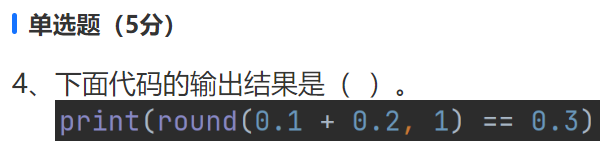 单选题（5分）
4、下面代码的输出结果是（  ）。
print(round(0.1 + 0.2, 1) == 0.3)